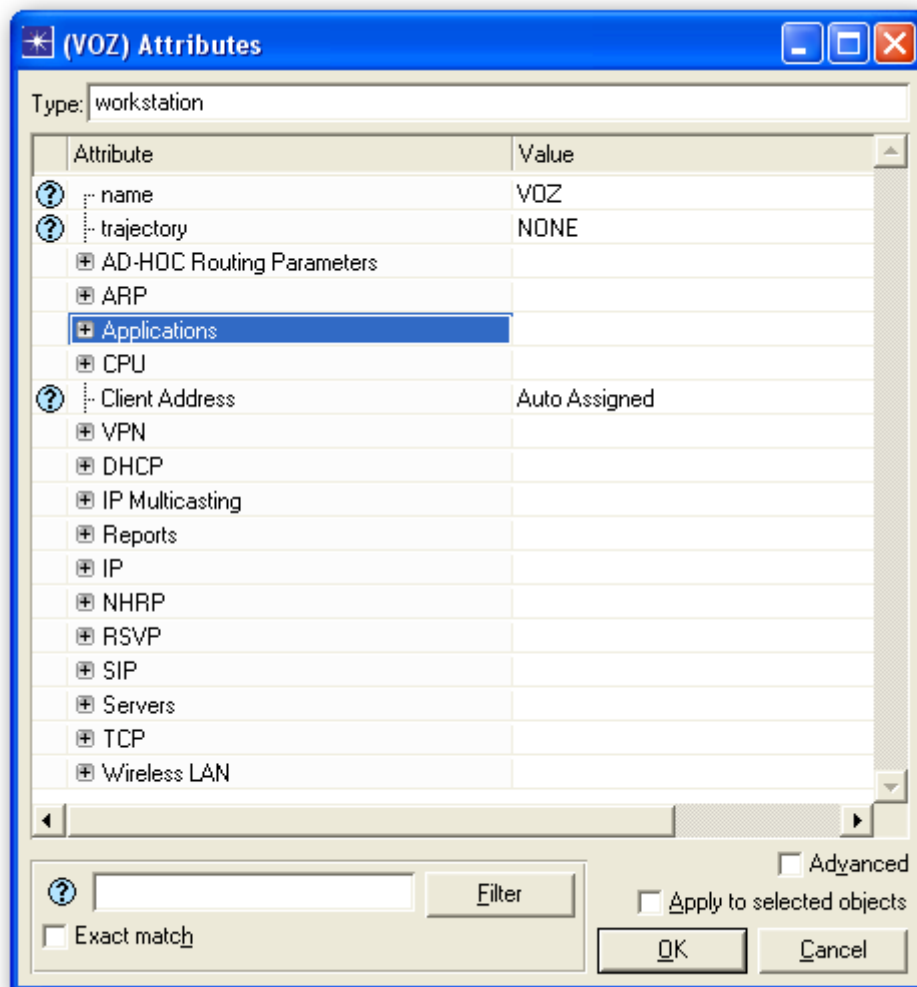 (VOZ) Attributes
Type: workstation
Attribute Value
name VOZ
trajectory NONE
AD-HOC Routing Parameters
ARP
Applications
CPU
Client Address Auto Assigned
VPN
DHCP
IP Multicasting
Reports
IP
NHRP
RSVP
SIP
Servers
TCP
Wireless LAN
Advanced
Filter
Apply to selected objects
Exact match
OK Cancel